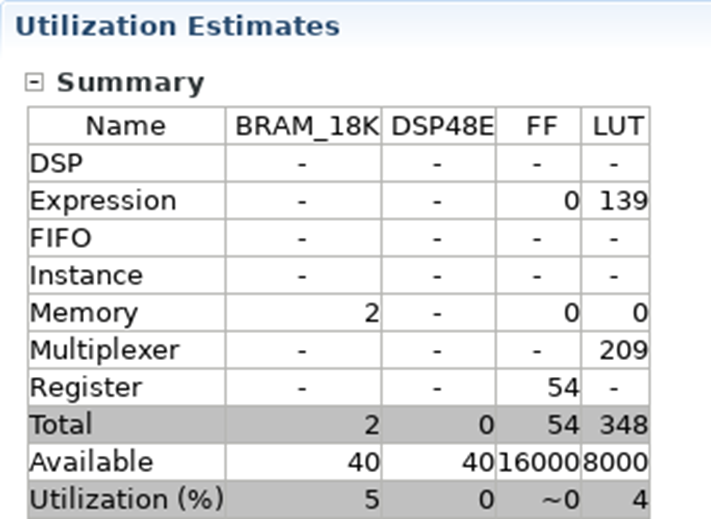 Utilization Estimates
Summary
Name BRAM_18K DSP48E FF LUT
DSP - - - -
Expression - - 0 139
FIFO - - - -
Instance - - - -
Memory 2 - 0 0
Multiplexer - - - 209
Register - - 54 -
Total 2 0 54 348
Available 40 40 16000 8000
Utilization (%) 5 0 ~0 4